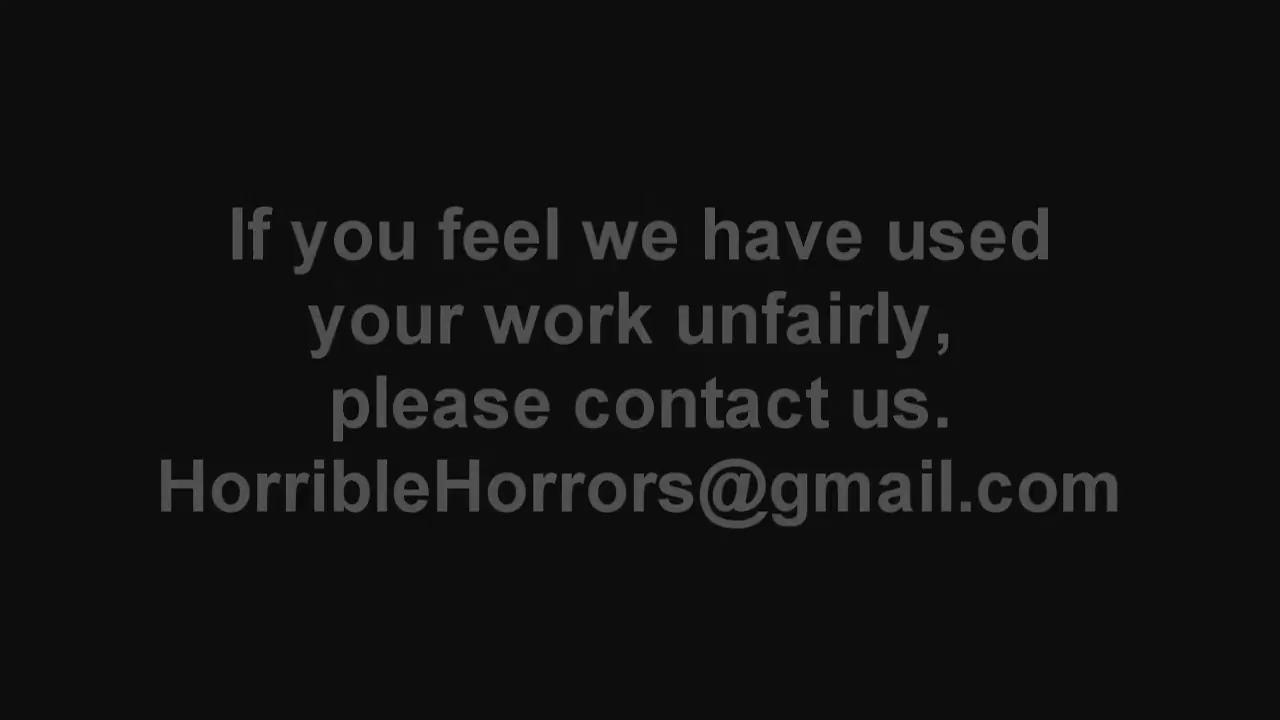 If you feel we have used
your work unfairly,
please contact us.
HorribleHorrors@gmail.com